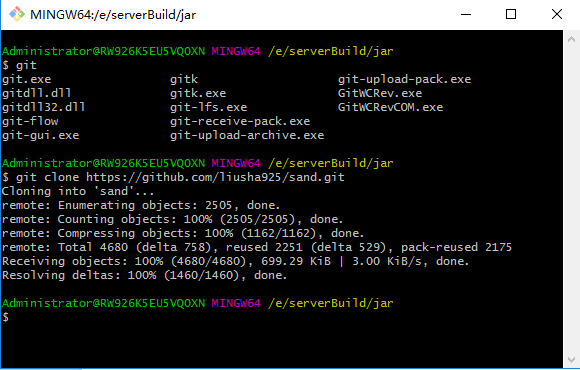 MINGW64:/e/serverBuild/jar
Administrator@RW926K5EU5VQOXN MINGW64 /e/serverBuild/jar
$ git
git.exe gitk git-upload-pack.exe
gitdll.dll gitk.exe GitWCRev.exe
gitdll32.dll git-lfs.exe GitWCRevCOM.exe
git-flow git-receive-pack.exe
git-gui.exe git-upload-archive.exe
Administrator@RW926K5EU5VQOXN MINGW64 /e/serverBuild/jar
$ git clone https://github.com/liusha925/sand.git
Cloning into 'sand'...
remote: Enumerating objects: 2505, done.
remote: Counting objects: 100% (2505/2505), done.
remote: Compressing objects: 100% (1162/1162), done.
remote: Total 4680 (delta 758), reused 2251 (delta 529), pack-reused 2175
Receiving objects: 100% (4680/4680), 699.29 KiB | 3.00 KiB/s, done.
Resolving deltas: 100% (1460/1460), done.
Administrator@RW926K5EU5VQOXN MINGW64 /e/serverBuild/jar
$